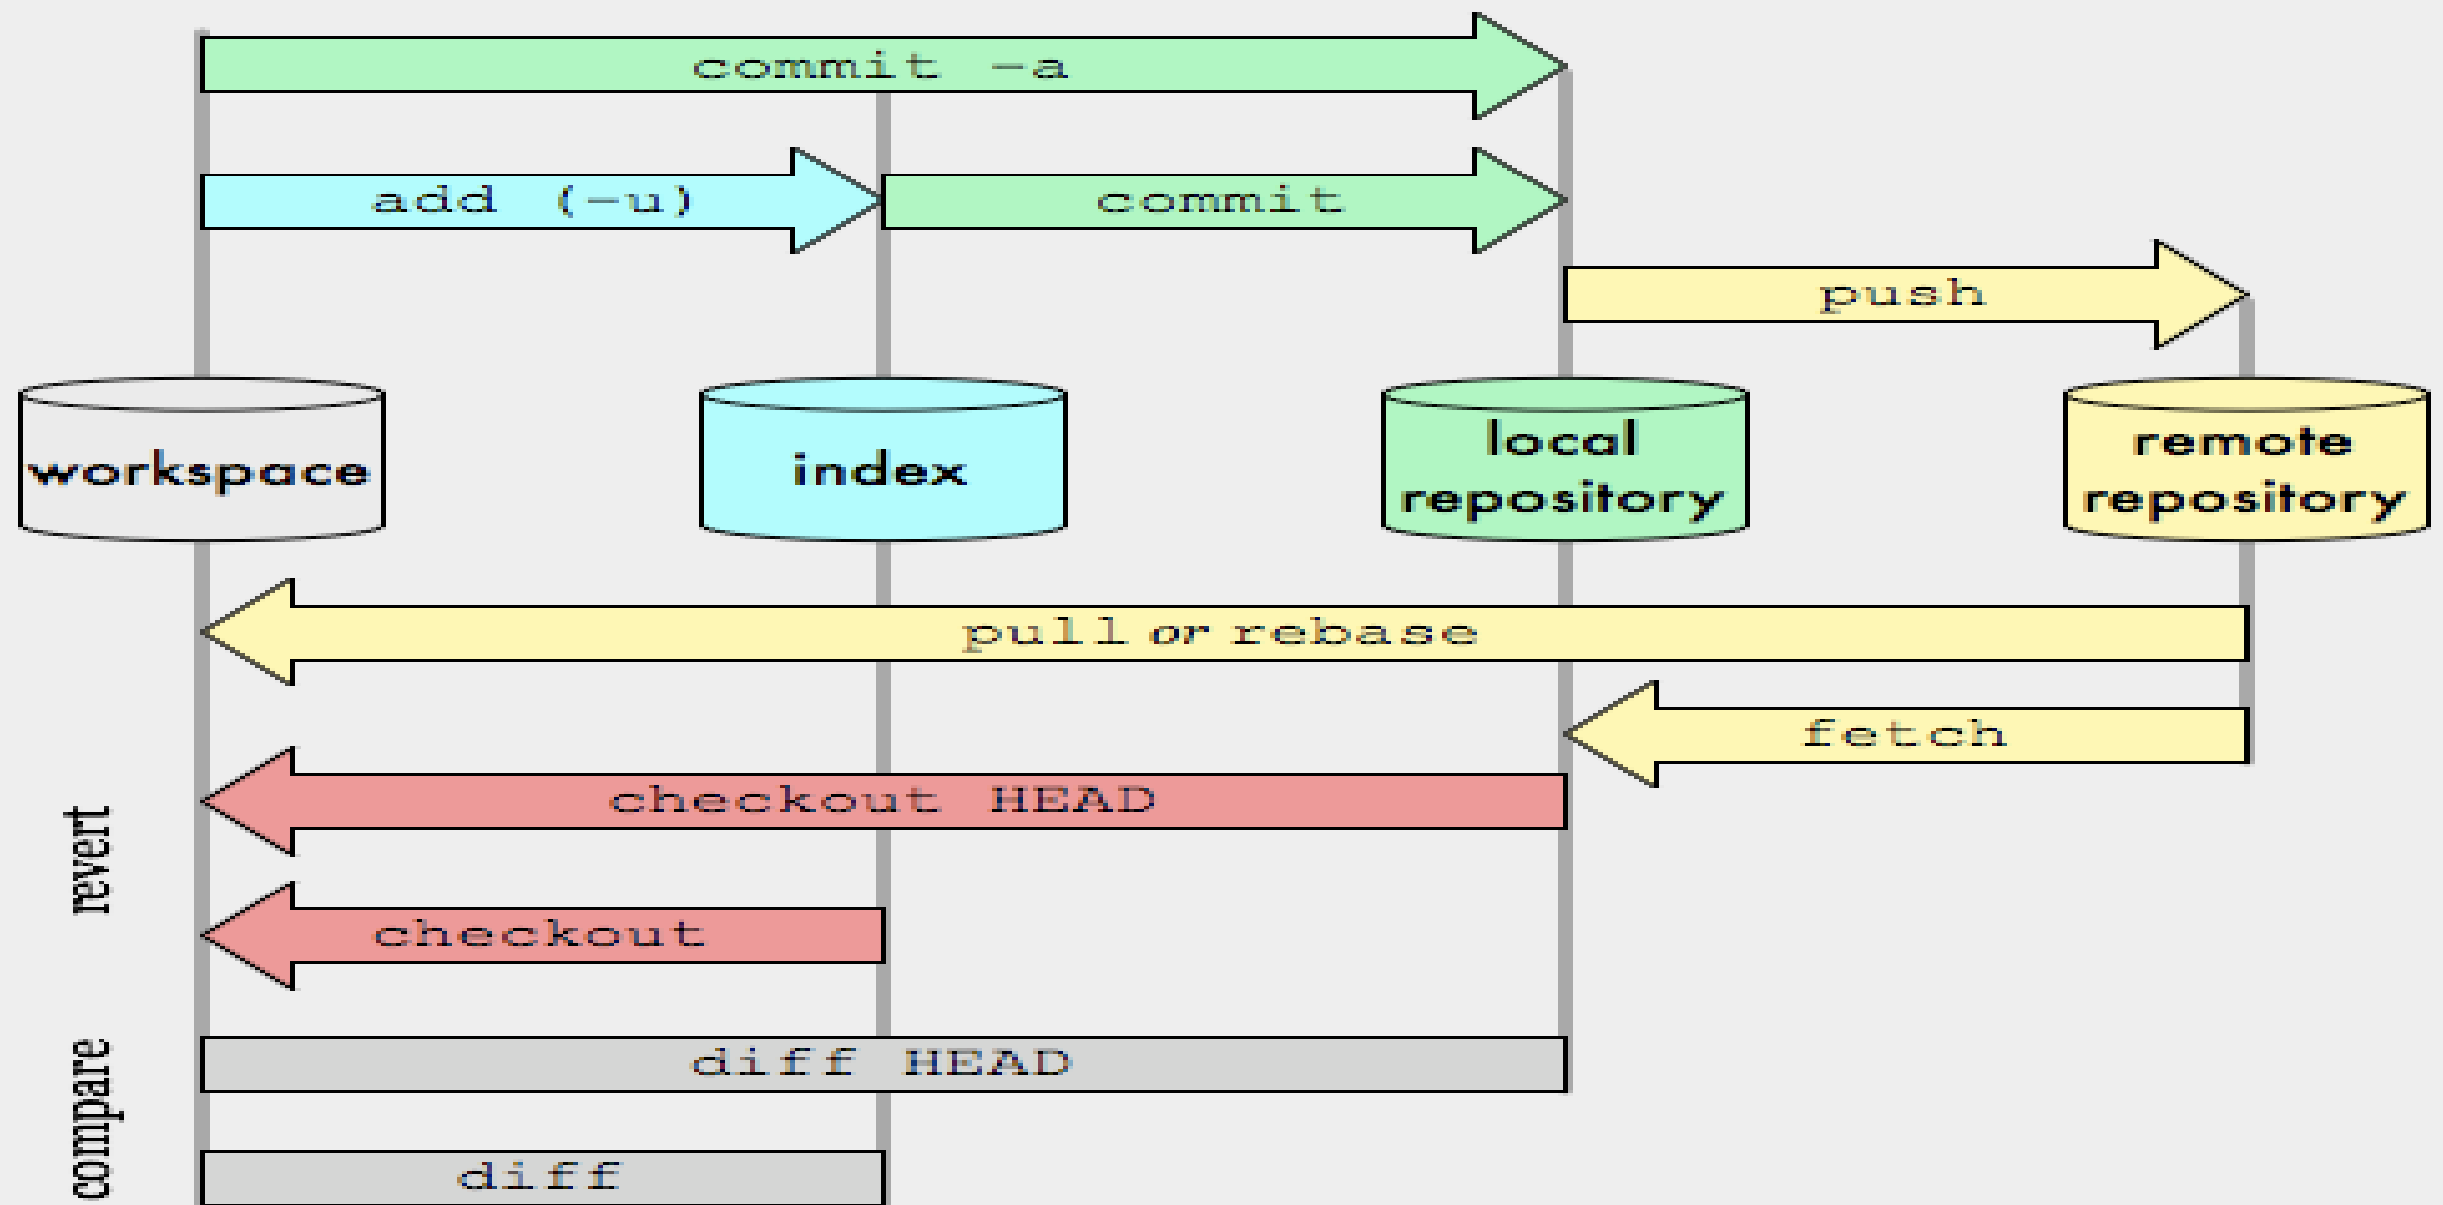 commit -a
add (-u)
commit
push
workspace
index
local
repository
remote
repository
pull or rebase
fetch
revert
checkout HEAD
checkout
compare
diff HEAD
diff